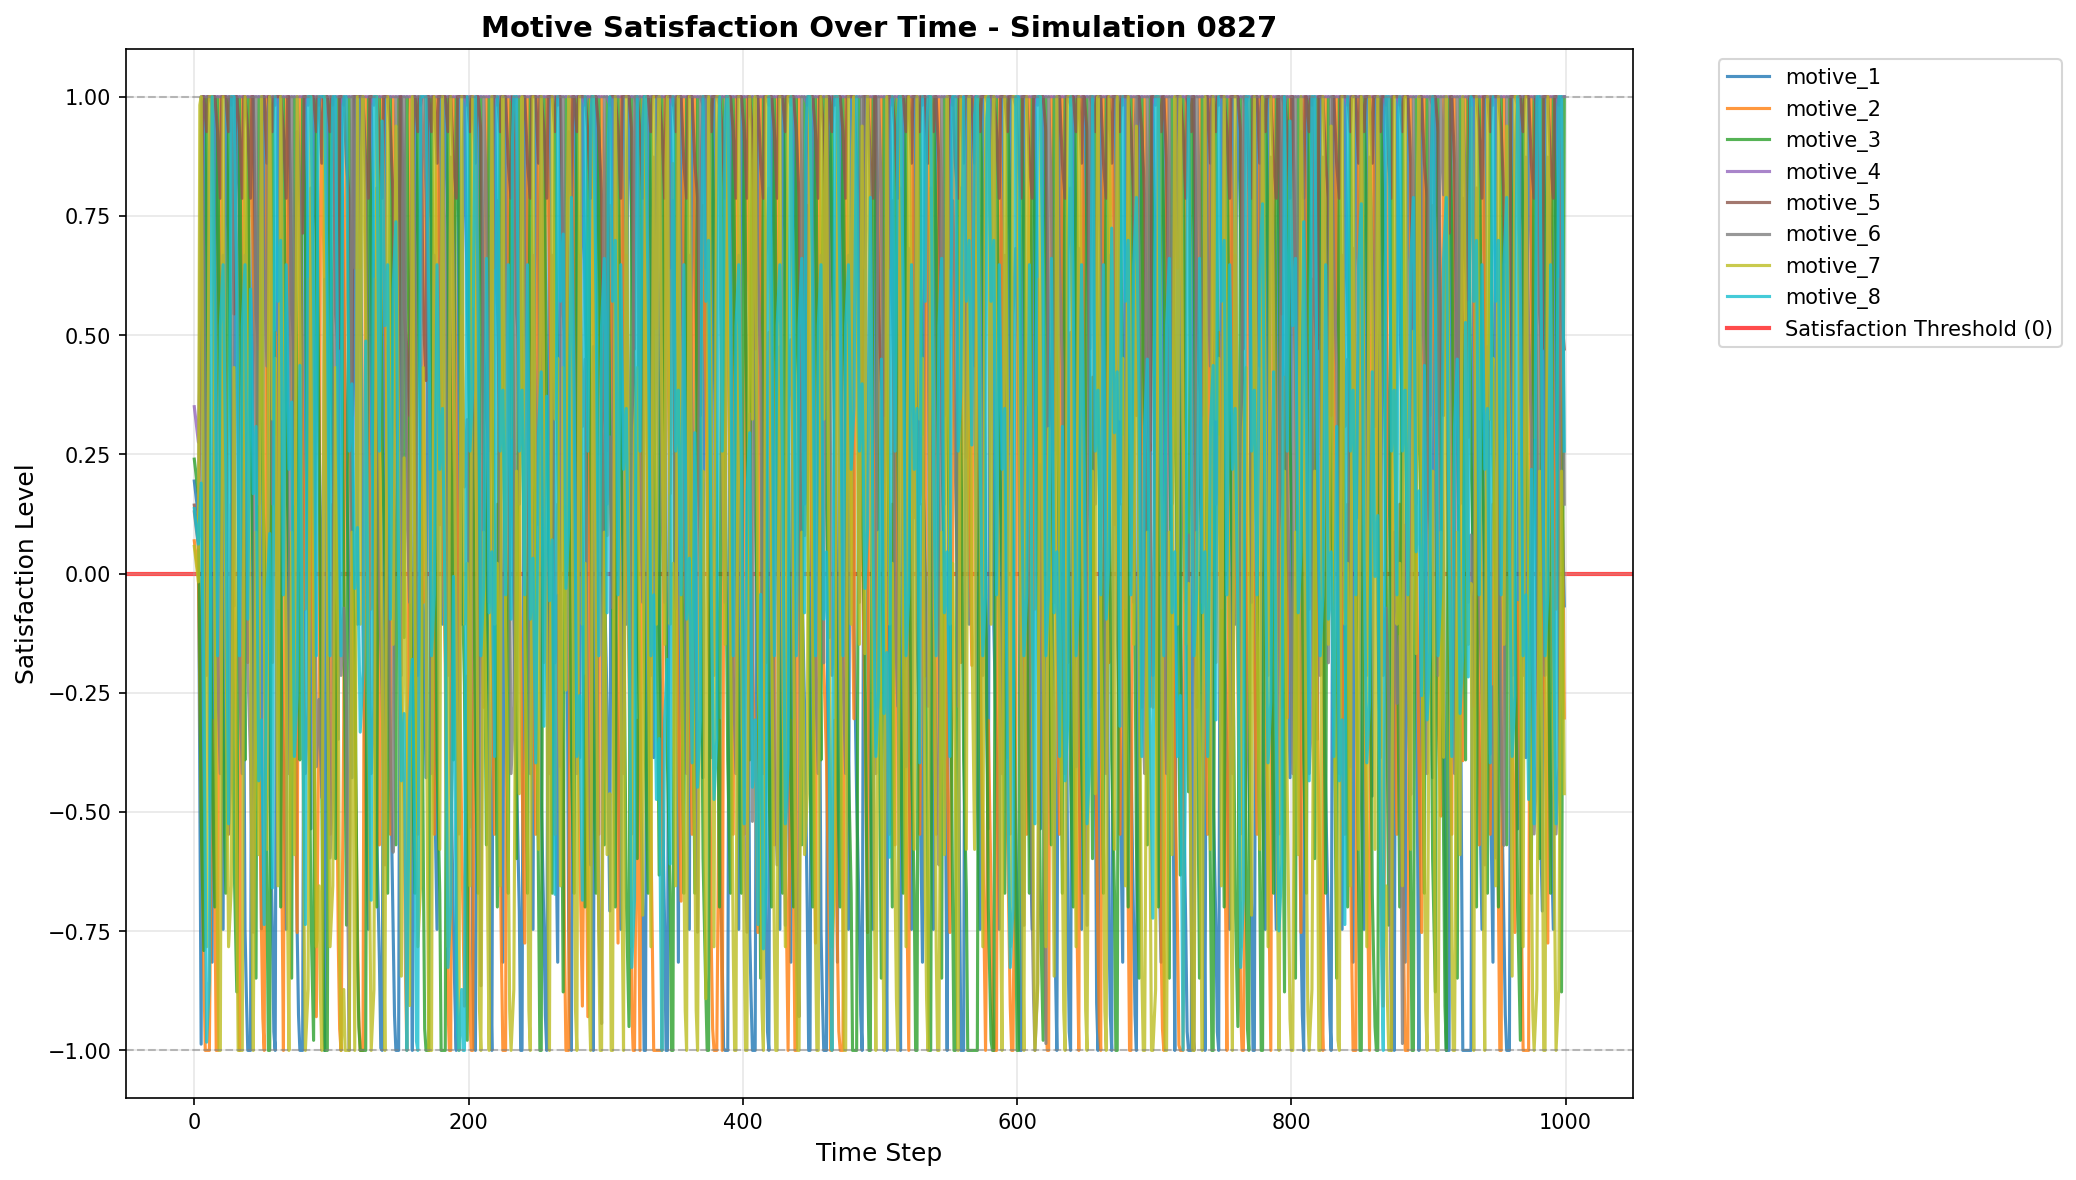 Motive Satisfaction Over Time - Simulation 0827
1.00
0.75
0.50
0.25
0.00
−0.25
−0.50
−0.75
−1.00
Satisfaction Level
0
200
400
600
800
1000
Time Step
motive_1
motive_2
motive_3
motive_4
motive_5
motive_6
motive_7
motive_8
Satisfaction Threshold (0)